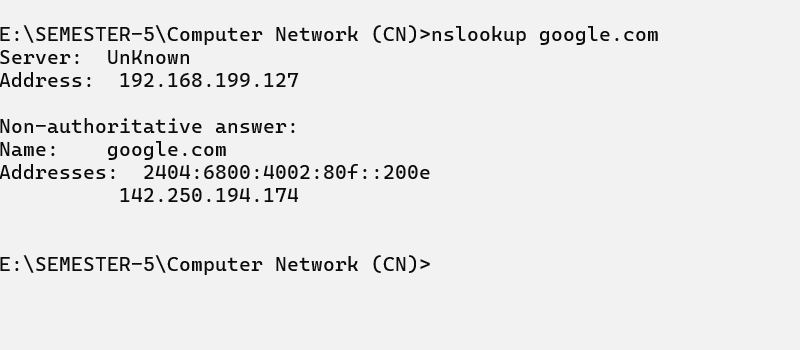 E:\SEMESTER-5\Computer Network (CN)>nslookup google.com
Server:  UnKnown
Address:  192.168.199.127
Non-authoritative answer:
Name:    google.com
Addresses:  2404:6800:4002:80f::200e
          142.250.194.174
E:\SEMESTER-5\Computer Network (CN)>